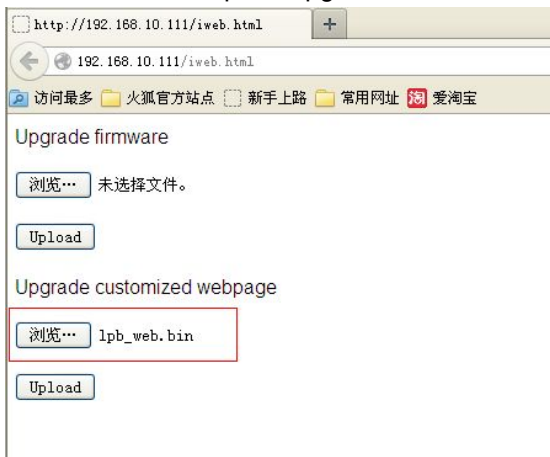 http://192.168.10.111/iweb.html +
192.168.10.111/iweb.html
访问最多 火狐官方站点 新手上路 常用网址 淘 爱淘宝
Upgrade firmware
浏览… 未选择文件。
Upload
Upgrade customized webpage
浏览… lpb_web.bin
Upload